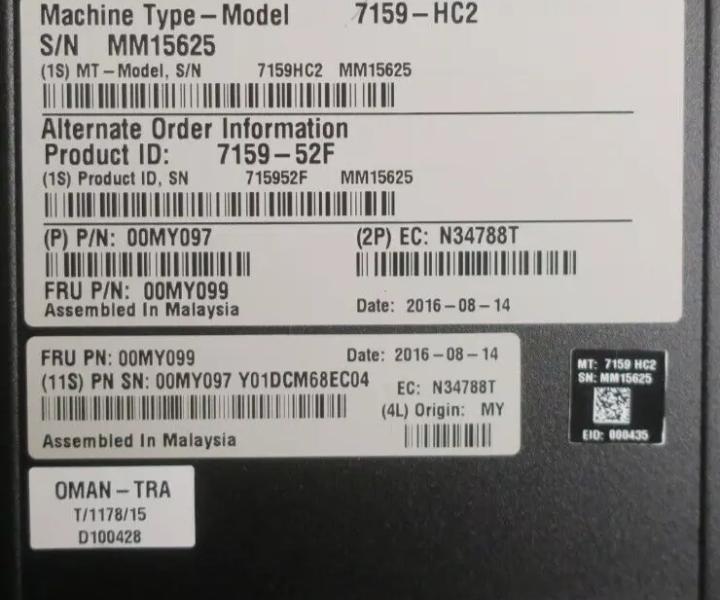 Machine Type-Model 7159-HC2
S/N MM15625
(1S) MT-Model, S/N 7159HC2 MM15625
Alternate Order Information
Product ID: 7159-52F
(1S) Product ID, SN 715952F MM15625
(P) P/N: 00MY097 (2P) EC: N34788T
FRU P/N: 00MY099
Assembled In Malaysia Date: 2016-08-14
FRU PN: 00MY099 Date: 2016-08-14
(11S) PN SN: 00MY097 Y01DCM68EC04
EC: N34788T
(4L) Origin: MY
Assembled In Malaysia
MT: 7159 HC2
SN: MM15625
EID: 000435
OMAN-TRA
T/1178/15
D100428